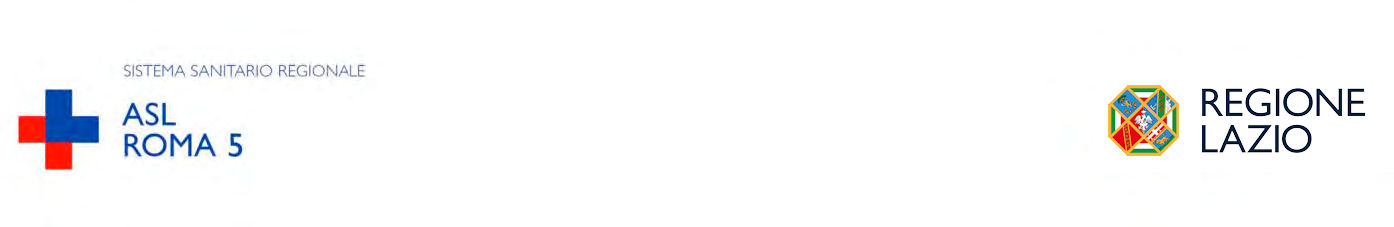 SISTEMA SANITARIO REGIONALE
ASL
ROMA 5
REGIONE
LAZIO